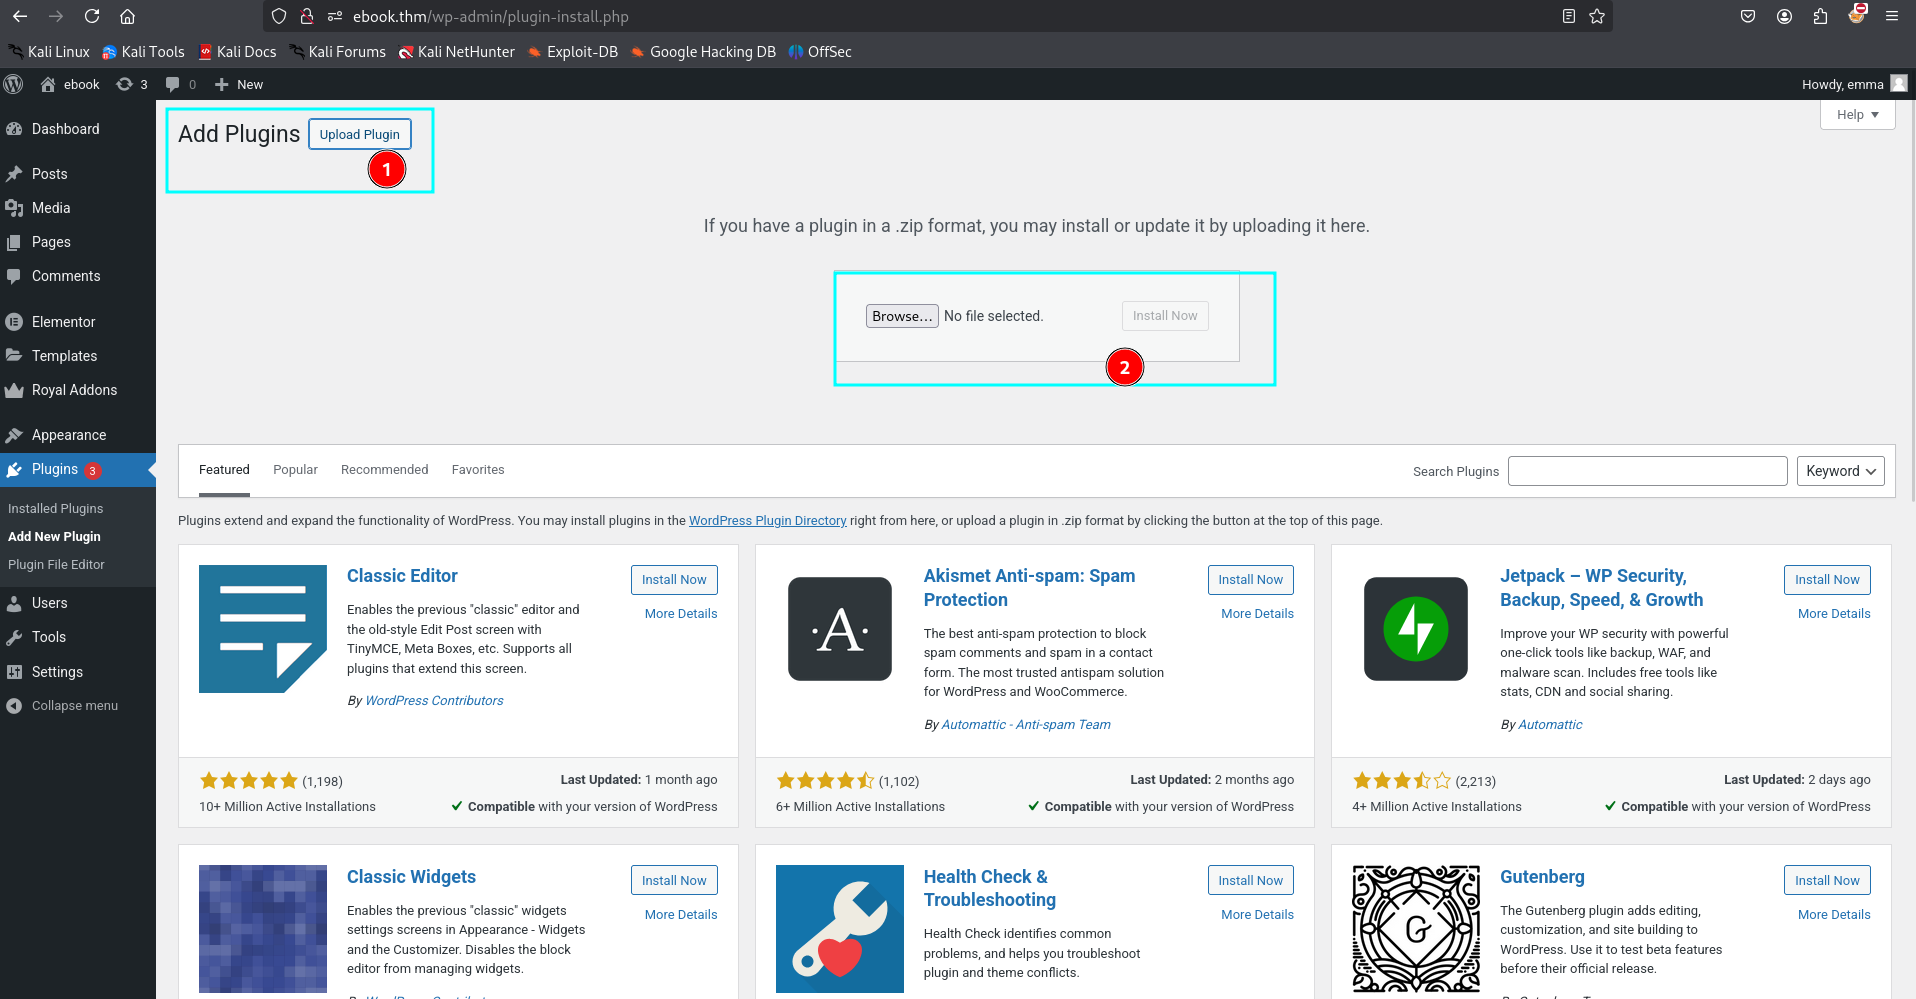 ebook.thm/wp-admin/plugin-install.php
Kali Linux Kali Tools Kali Docs Kali Forums Kali NetHunter Exploit-DB Google Hacking DB OffSec
ebook 3 0 New Howdy, emma
Help
Dashboard
Posts
Media
Pages
Comments
Elementor
Templates
Royal Addons
Appearance
Plugins 3
Installed Plugins
Add New Plugin
Plugin File Editor
Users
Tools
Settings
Collapse menu
Add Plugins Upload Plugin
1
If you have a plugin in a .zip format, you may install or update it by uploading it here.
Browse... No file selected. Install Now
2
Featured Popular Recommended Favorites Search Plugins Keyword
Plugins extend and expand the functionality of WordPress. You may install plugins in the WordPress Plugin Directory right from here, or upload a plugin in .zip format by clicking the button at the top of this page.
Classic Editor
Install Now
More Details
Enables the previous "classic" editor and
the old-style Edit Post screen with
TinyMCE, Meta Boxes, etc. Supports all
plugins that extend this screen.
By WordPress Contributors
(1,198) Last Updated: 1 month ago
10+ Million Active Installations Compatible with your version of WordPress
A
Akismet Anti-spam: Spam
Protection
Install Now
More Details
The best anti-spam protection to block
spam comments and spam in a contact
form. The most trusted antispam solution
for WordPress and WooCommerce.
By Automattic - Anti-spam Team
(1,102) Last Updated: 2 months ago
6+ Million Active Installations Compatible with your version of WordPress
Jetpack – WP Security,
Backup, Speed, & Growth
Install Now
More Details
Improve your WP security with powerful
one-click tools like backup, WAF, and
malware scan. Includes free tools like
stats, CDN and social sharing.
By Automattic
(2,213) Last Updated: 2 days ago
4+ Million Active Installations Compatible with your version of WordPress
Classic Widgets
Install Now
More Details
Enables the previous "classic" widgets
settings screens in Appearance - Widgets
and the Customizer. Disables the block
editor from managing widgets.
Health Check &
Troubleshooting
Install Now
More Details
Health Check identifies common
problems, and helps you troubleshoot
plugin and theme conflicts.
G
Gutenberg
Install Now
More Details
The Gutenberg plugin adds editing,
customization, and site building to
WordPress. Use it to test beta features
before their official release.